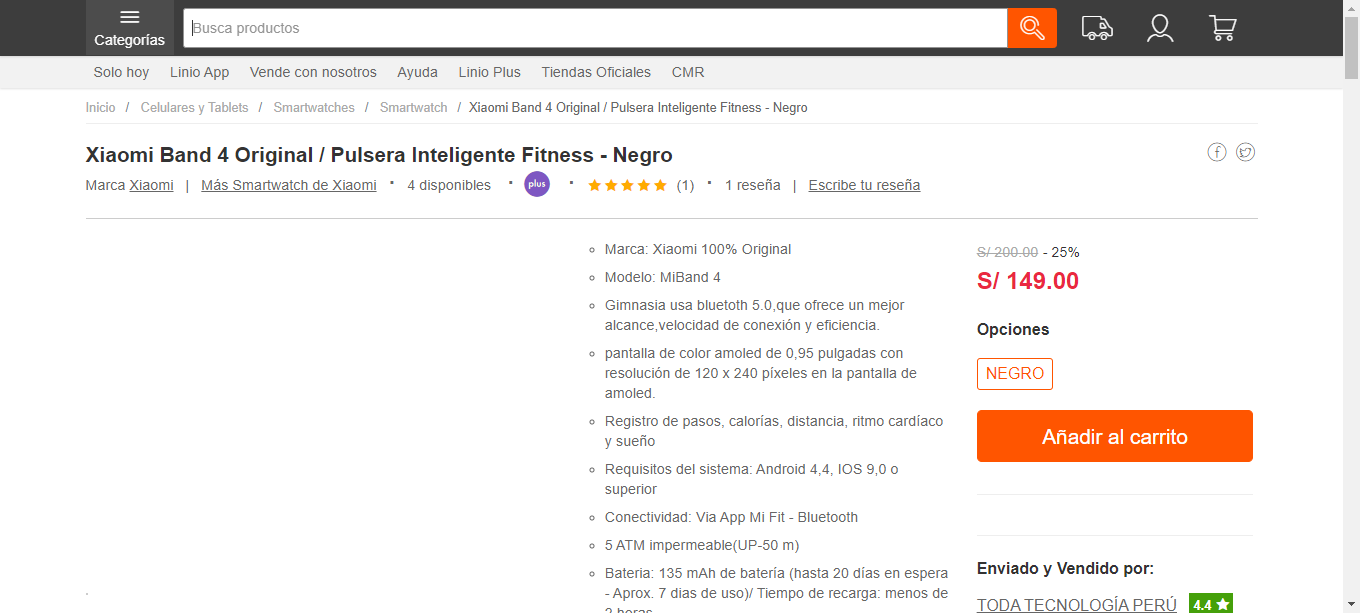 Categorías
Busca productos
Solo hoy Linio App Vende con nosotros Ayuda Linio Plus Tiendas Oficiales CMR
Inicio / Celulares y Tablets / Smartwatches / Smartwatch / Xiaomi Band 4 Original / Pulsera Inteligente Fitness - Negro
Xiaomi Band 4 Original / Pulsera Inteligente Fitness - Negro
Marca Xiaomi | Más Smartwatch de Xiaomi · 4 disponibles · plus · (1) · 1 reseña | Escribe tu reseña
Marca: Xiaomi 100% Original
Modelo: MiBand 4
Gimnasia usa bluetoth 5.0,que ofrece un mejor
alcance,velocidad de conexión y eficiencia.
pantalla de color amoled de 0,95 pulgadas con
resolución de 120 x 240 píxeles en la pantalla de
amoled.
Registro de pasos, calorías, distancia, ritmo cardíaco
y sueño
Requisitos del sistema: Android 4,4, IOS 9,0 o
superior
Conectividad: Via App Mi Fit - Bluetooth
5 ATM impermeable(UP-50 m)
Bateria: 135 mAh de batería (hasta 20 días en espera
- Aprox. 7 dias de uso)/ Tiempo de recarga: menos de
2 horas
S/ 200.00 - 25%
S/ 149.00
Opciones
NEGRO
Añadir al carrito
Enviado y Vendido por:
TODA TECNOLOGÍA PERÚ 4.4